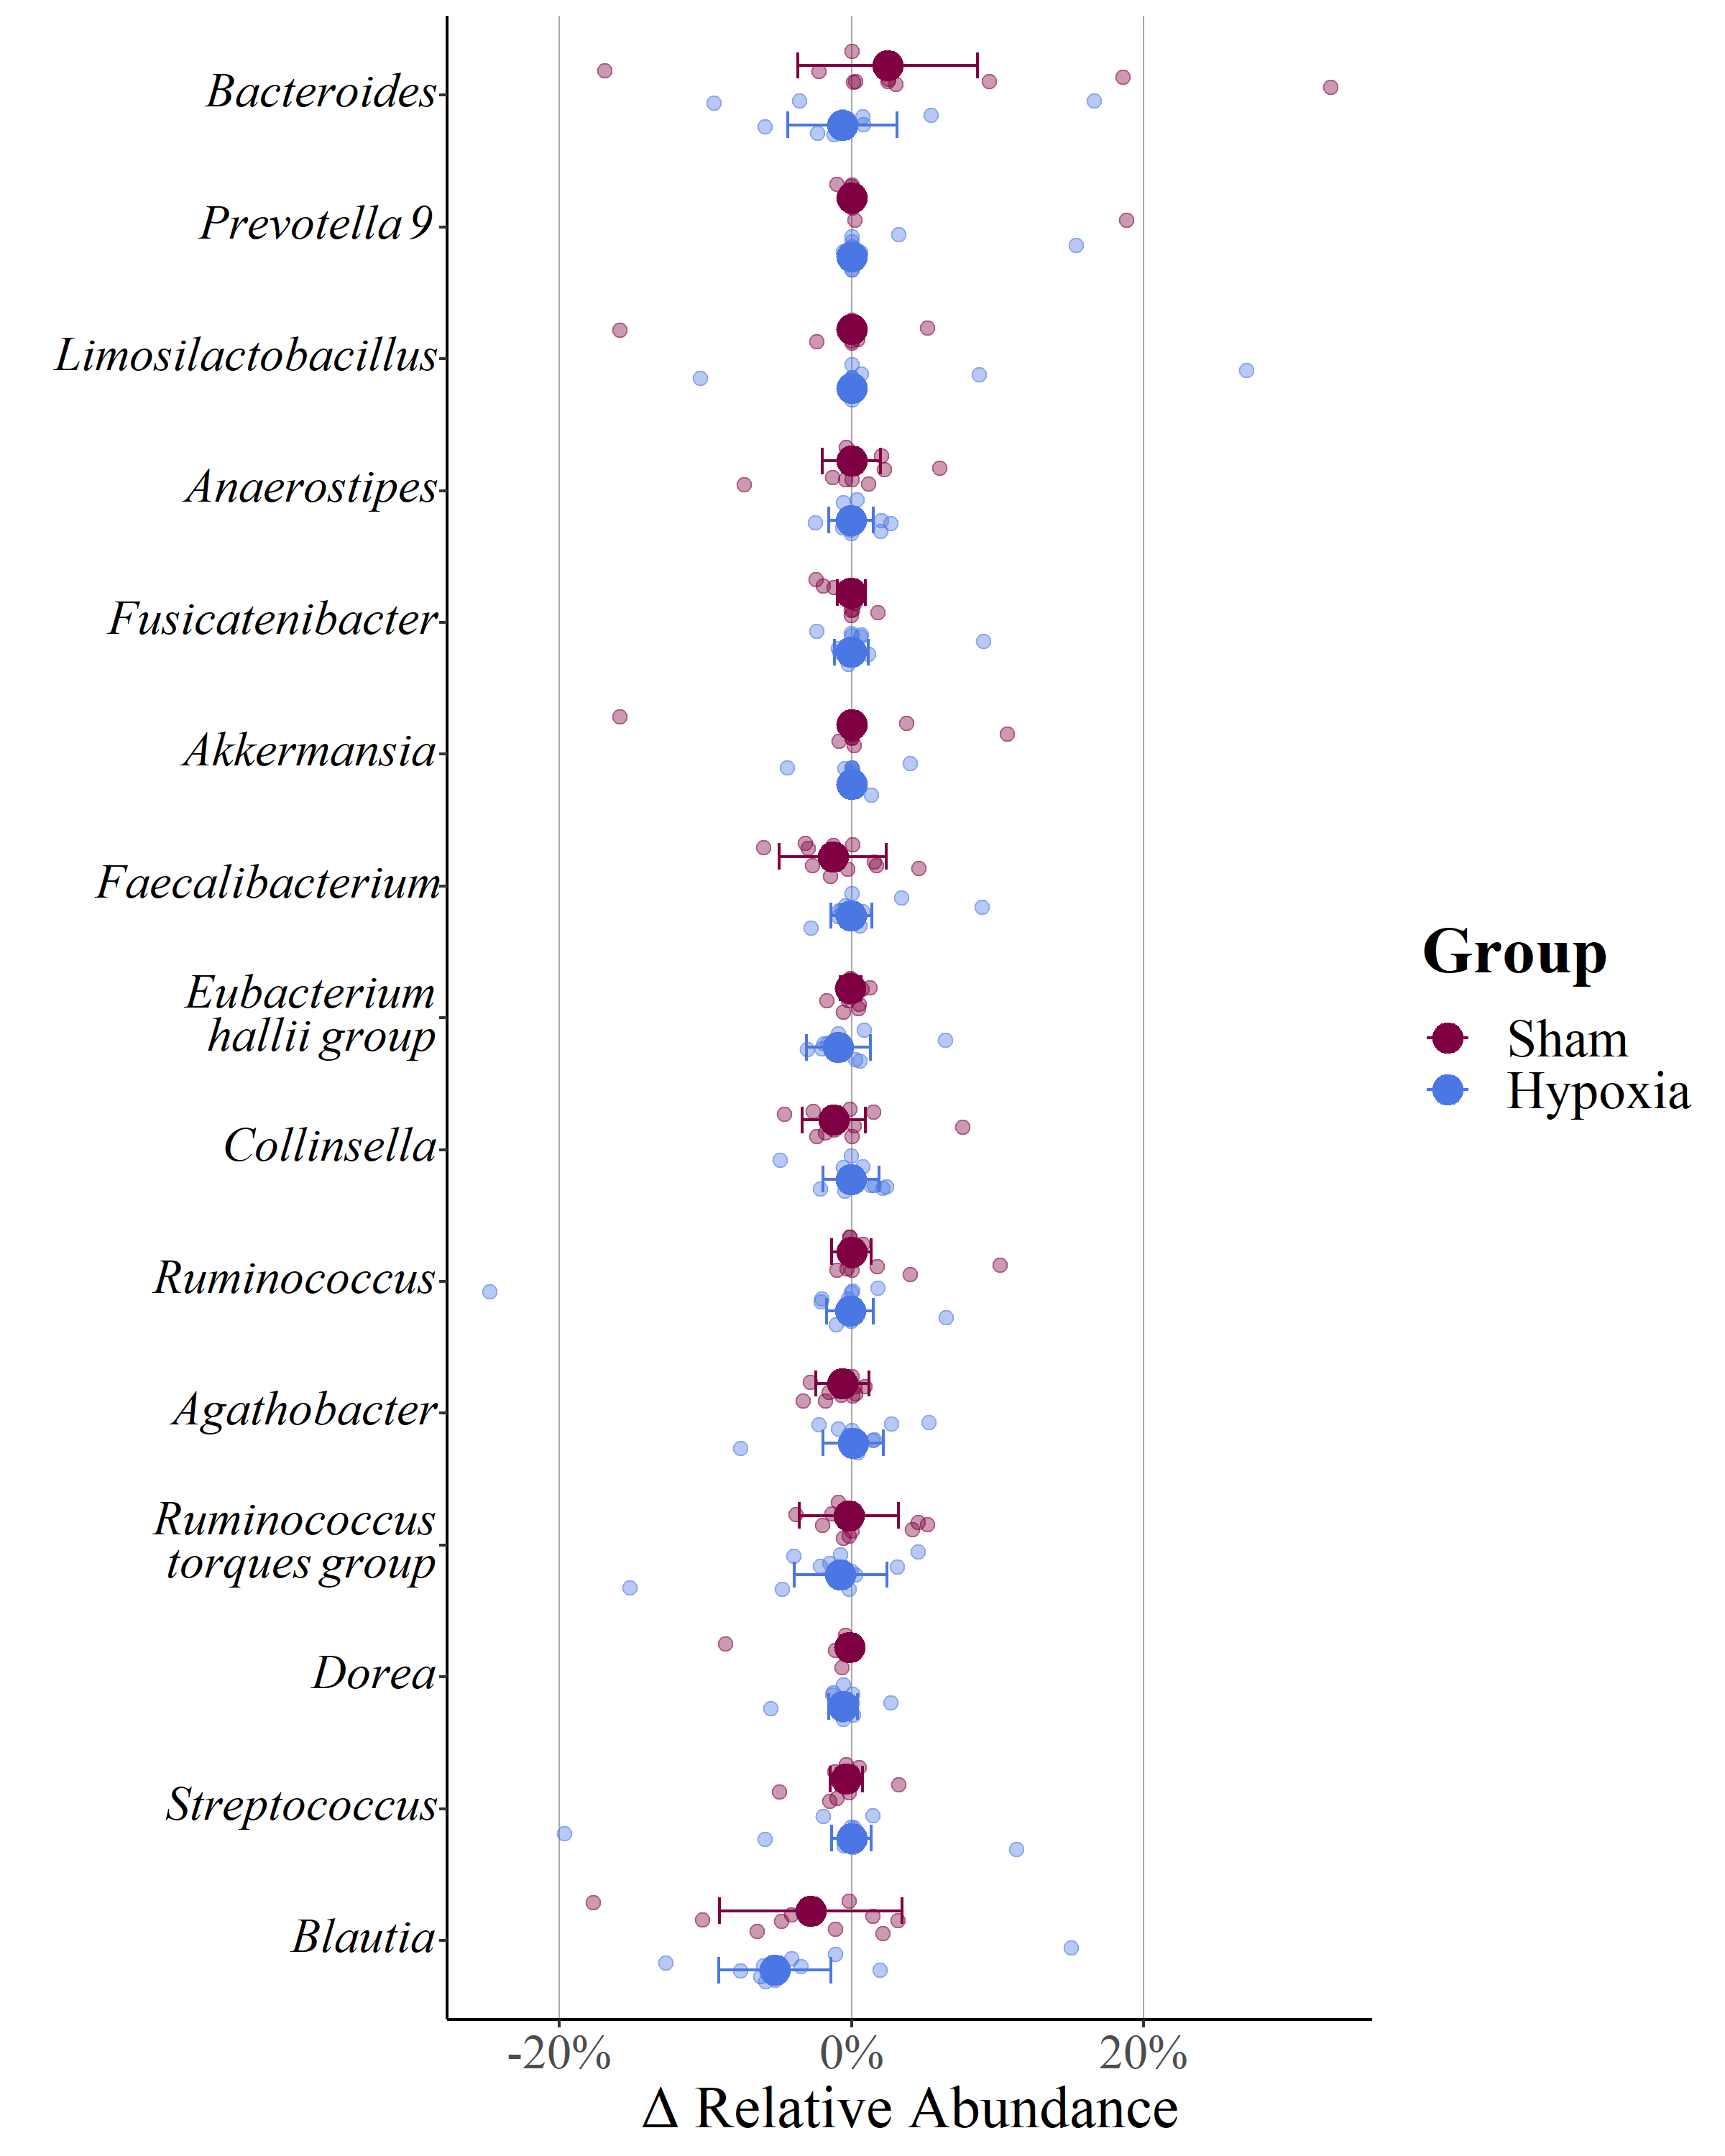 Bacteroides
Prevotella 9
Limosilactobacillus
Anaerostipes
Fusicatenibacter
Akkermansia
Faecalibacterium
Eubacterium
hallii group
Collinsella
Ruminococcus
Agathobacter
Ruminococcus
torques group
Dorea
Streptococcus
Blautia
-20%
0%
20%
Δ Relative Abundance
Group
Sham
Hypoxia